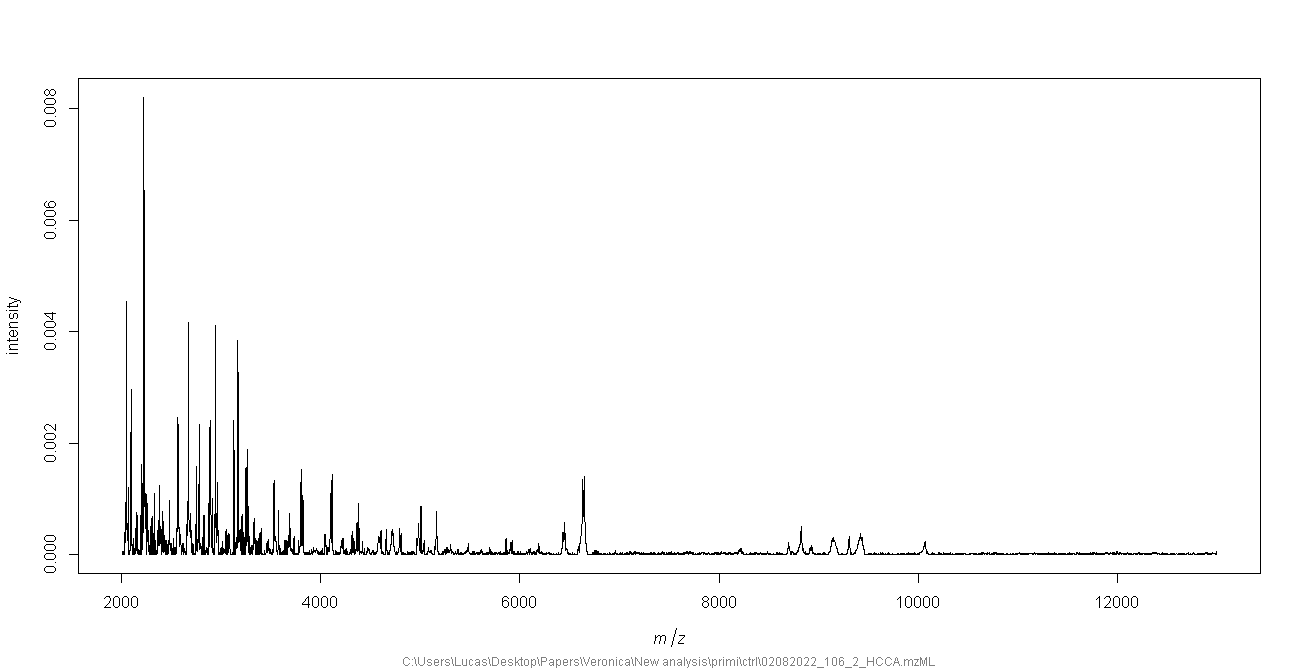 0.008
0.006
0.004
0.002
0.000
intensity
2000 4000 6000 8000 10000 12000
m/z
C:\Users\Lucas\Desktop\Papers\Veronica\New analysis\primi\ctrl\02082022_106_2_HCCA.mzML